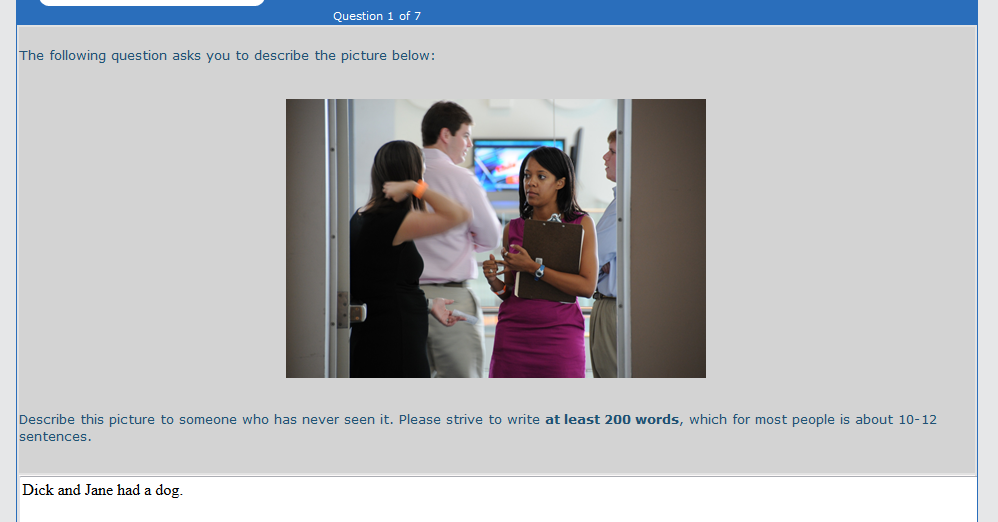 Question 1 of 7
The following question asks you to describe the picture below:
Describe this picture to someone who has never seen it. Please strive to write at least 200 words, which for most people is about 10-12
sentences.
Dick and Jane had a dog.